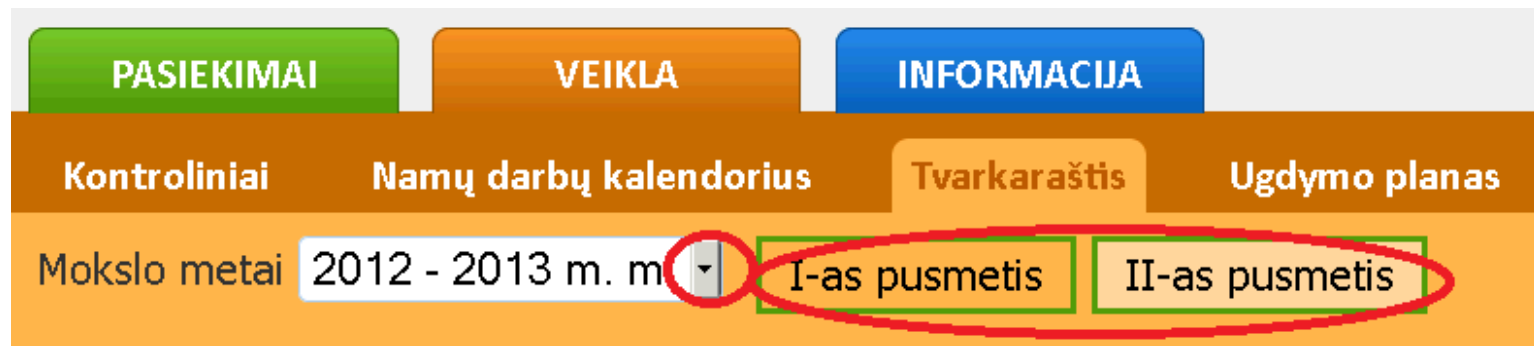 PASIEKIMAI VEIKLA INFORMACIJA
Kontroliniai Namų darbų kalendorius Tvarkaraštis Ugdymo planas
Mokslo metai 2012 - 2013 m. m I-as pusmetis II-as pusmetis